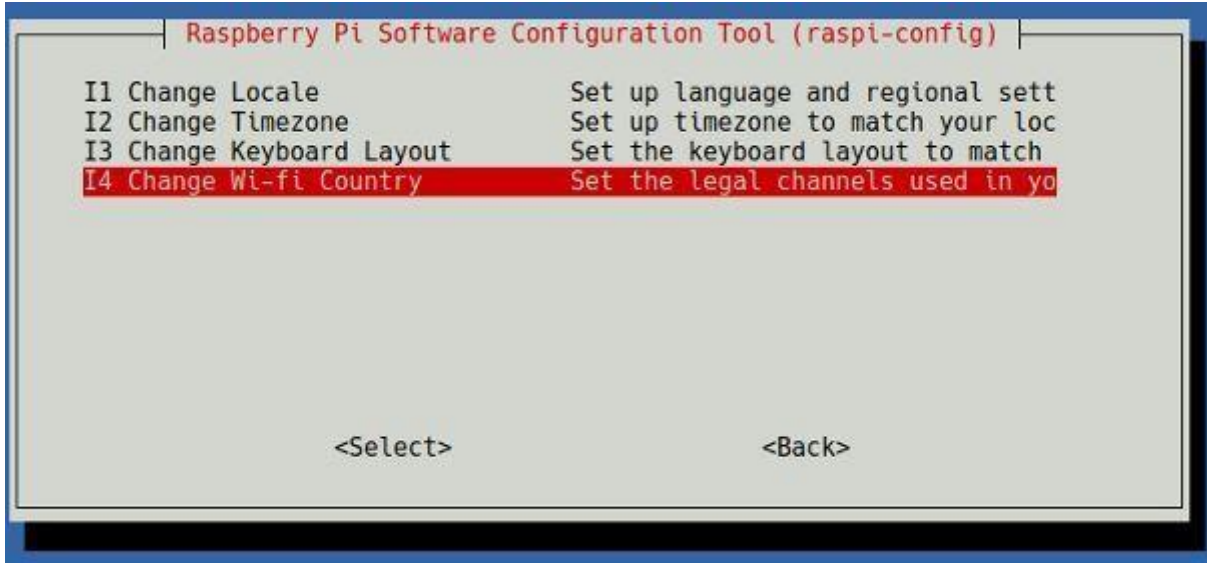 Raspberry Pi Software Configuration Tool (raspi-config)
I1 Change Locale Set up language and regional sett
I2 Change Timezone Set up timezone to match your loc
I3 Change Keyboard Layout Set the keyboard layout to match
I4 Change Wi-fi Country Set the legal channels used in yo
<Select> <Back>